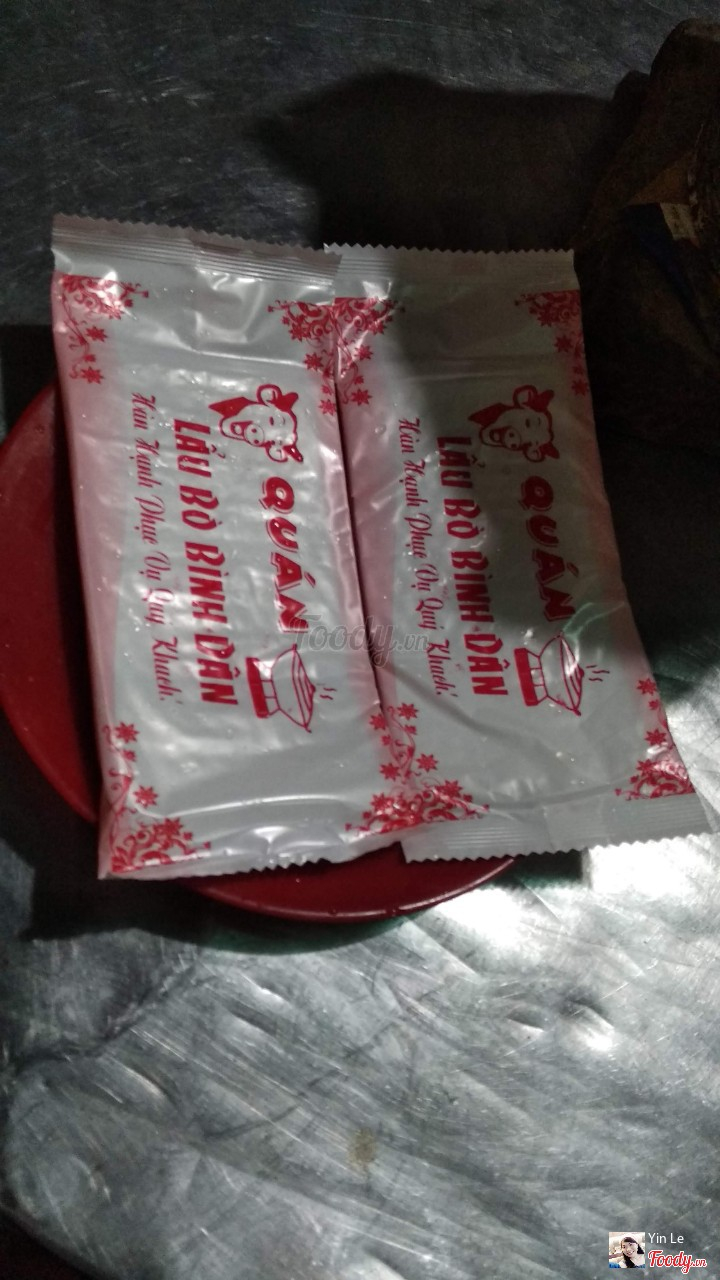 QUÁN
LẨU BÒ BÌNH DÂN
Hân Hạnh Phục Vụ Quý Khách!
QUÁN
LẨU BÒ BÌNH DÂN
Hân Hạnh Phục Vụ Quý Khách!
Foody.vn
Yin Le
Foody.vn